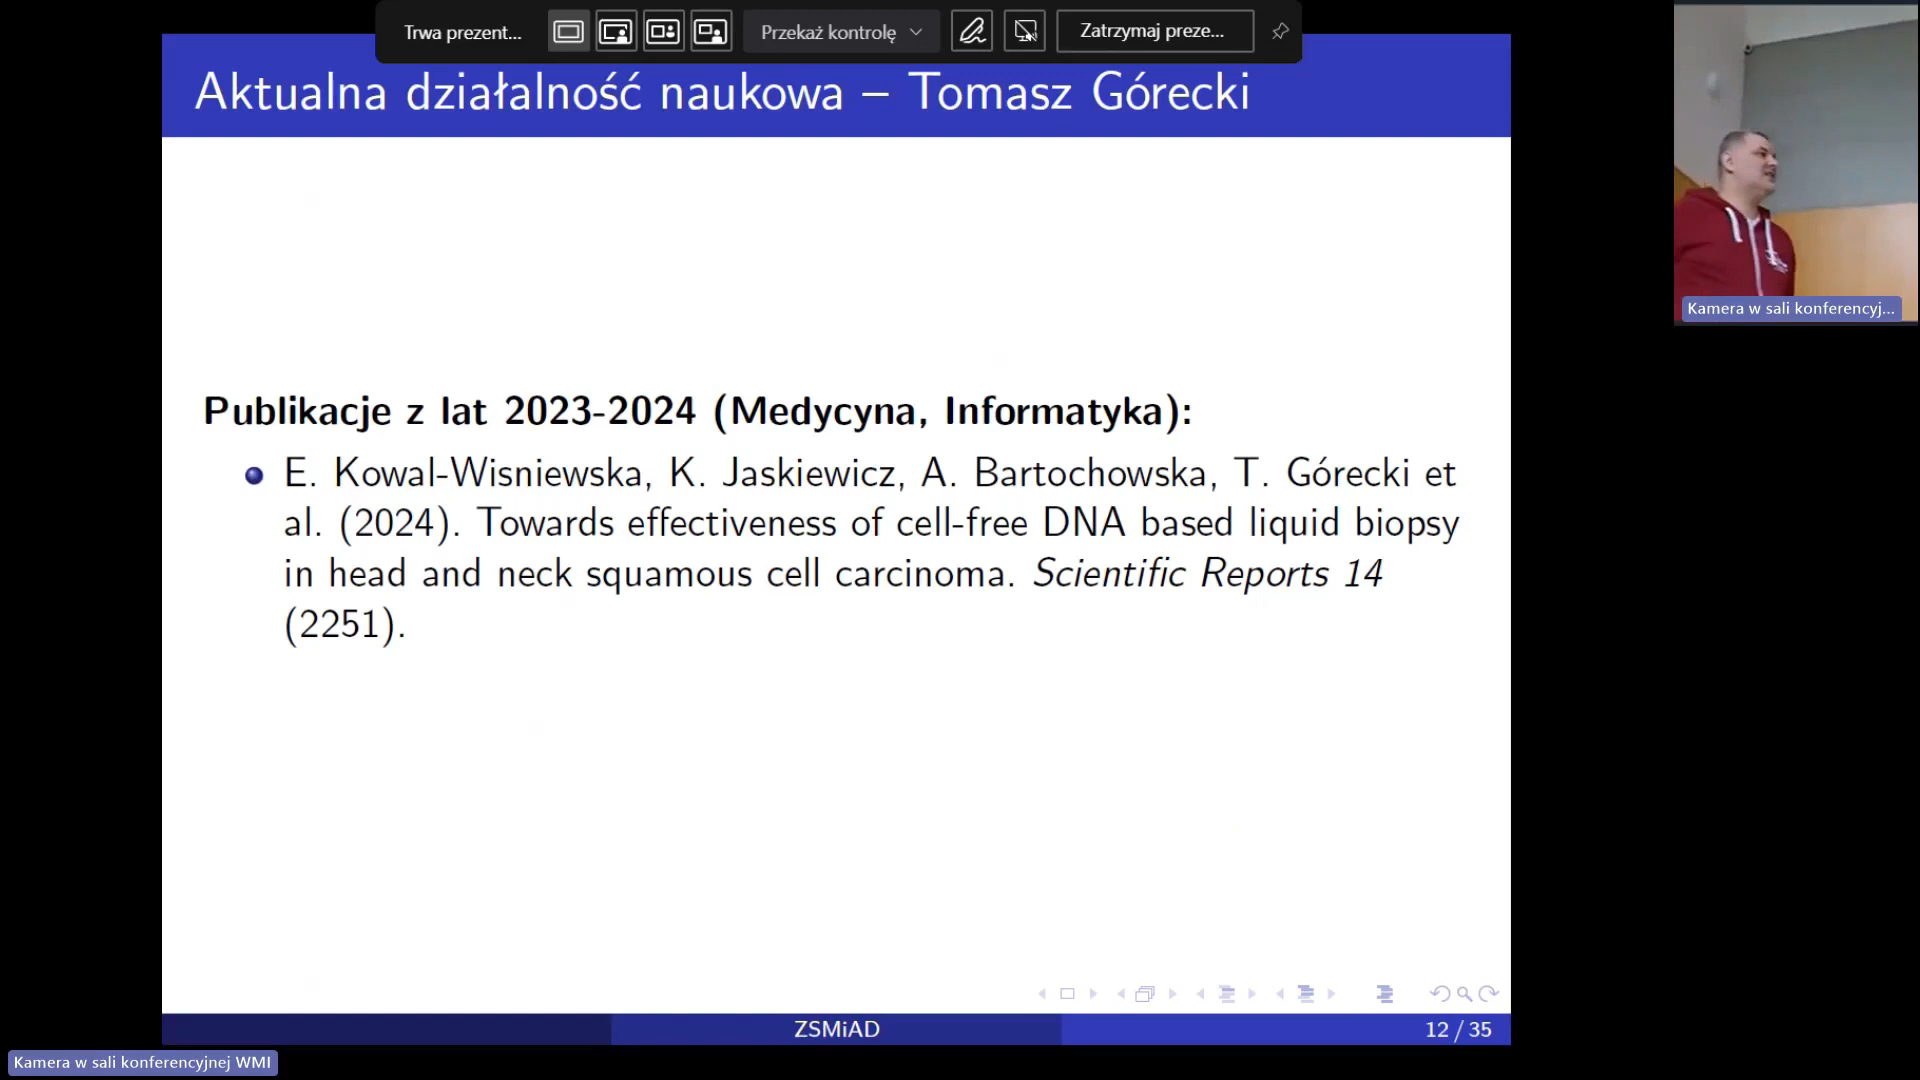 Trwa prezent...
Przekaż kontrolę
Zatrzymaj preze...
Aktualna działalność naukowa – Tomasz Górecki
Kamera w sali konferencyj...
Publikacje z lat 2023-2024 (Medycyna, Informatyka):
E. Kowal-Wisniewska, K. Jaskiewicz, A. Bartochowska, T. Górecki et
al. (2024). Towards effectiveness of cell-free DNA based liquid biopsy
in head and neck squamous cell carcinoma. Scientific Reports 14
(2251).
ZSMiAD
12 / 35
Kamera w sali konferencyjnej WMI